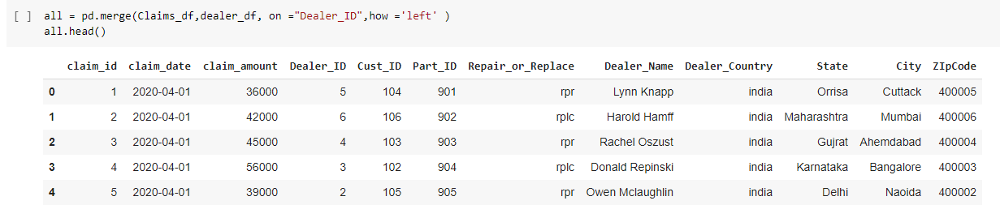 [ ] all = pd.merge(Claims_df,dealer_df, on ="Dealer_ID",how ='left' )
all.head()
claim_id claim_date claim_amount Dealer_ID Cust_ID Part_ID Repair_or_Replace Dealer_Name Dealer_Country State City ZIpCode
0 1 2020-04-01 36000 5 104 901 rpr Lynn Knapp india Orrisa Cuttack 400005
1 2 2020-04-01 42000 6 106 902 rplc Harold Hamff india Maharashtra Mumbai 400006
2 3 2020-04-01 45000 4 103 903 rpr Rachel Oszust india Gujrat Ahemdabad 400004
3 4 2020-04-01 56000 3 102 904 rplc Donald Repinski india Karnataka Bangalore 400003
4 5 2020-04-01 39000 2 105 905 rpr Owen Mclaughlin india Delhi Naoida 400002